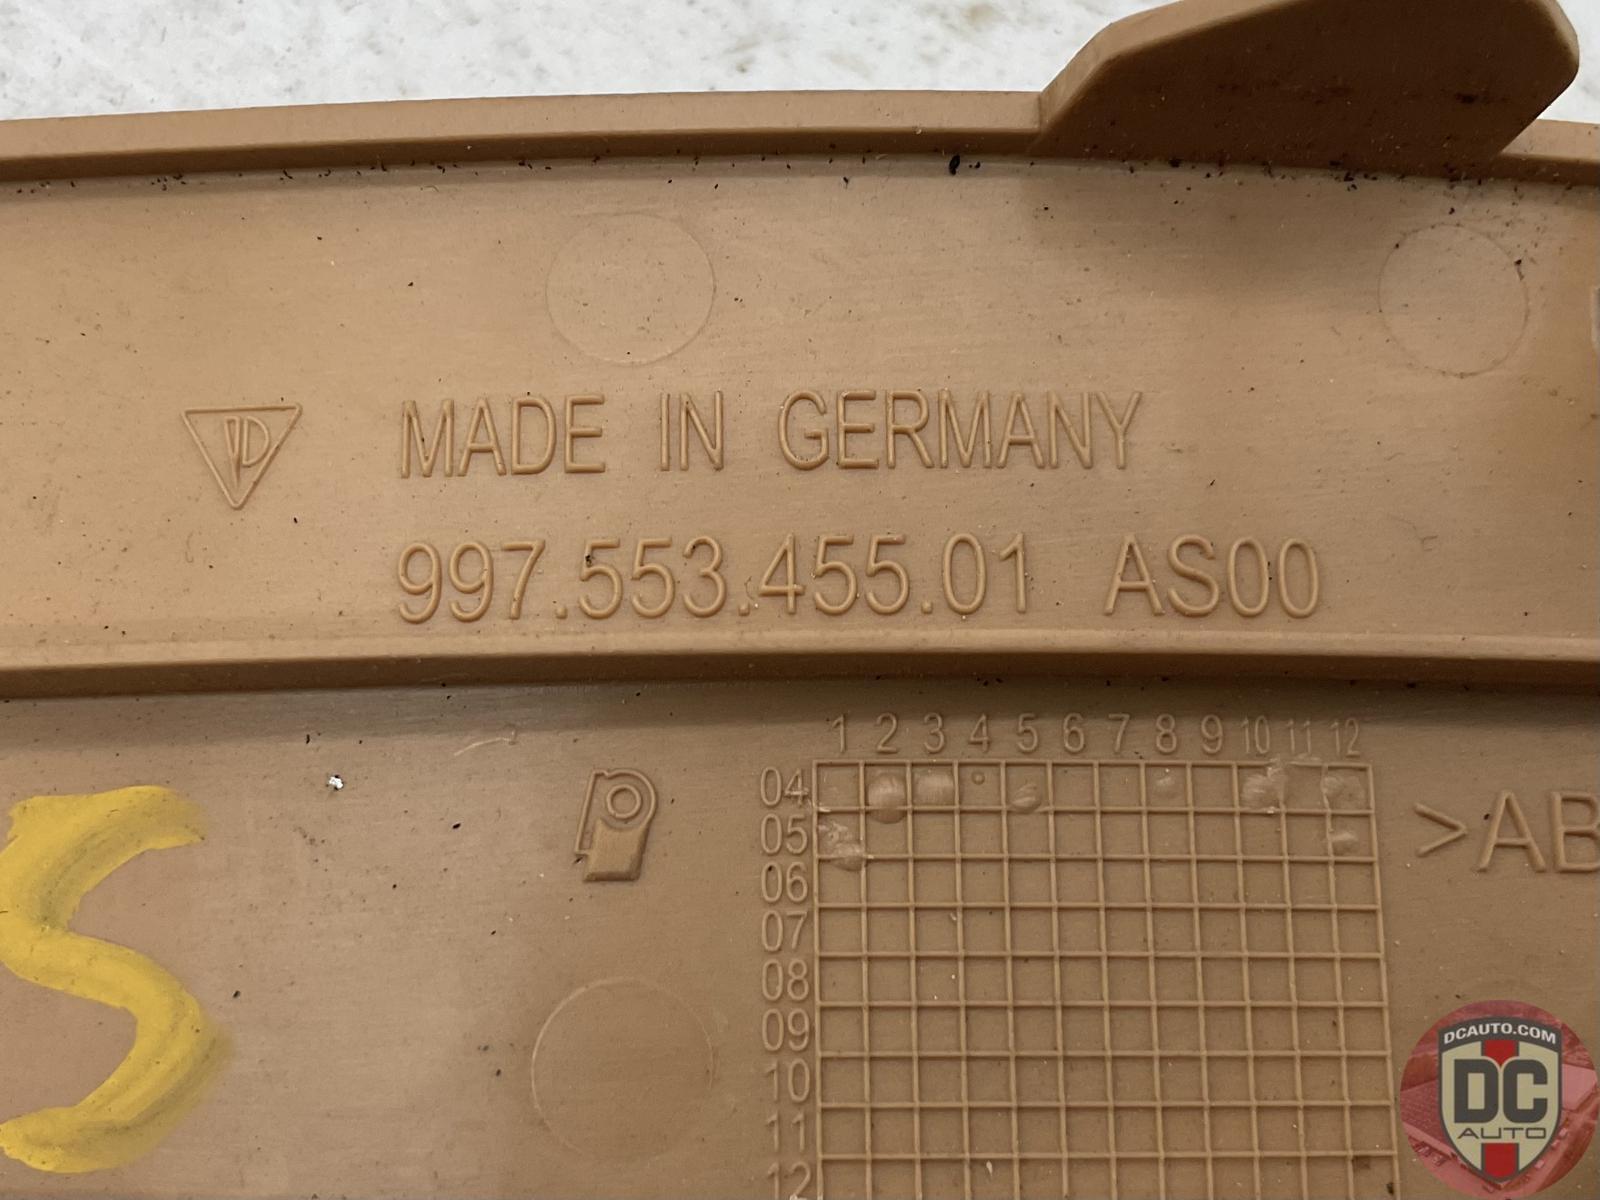 MADE IN GERMANY
997.553.455.01 AS00
1 2 3 4 5 6 7 8 9 10 11 12
04
05
06
07
08
09
10
11
12
>AB
S
DCAUTO.COM
DC
AUTO